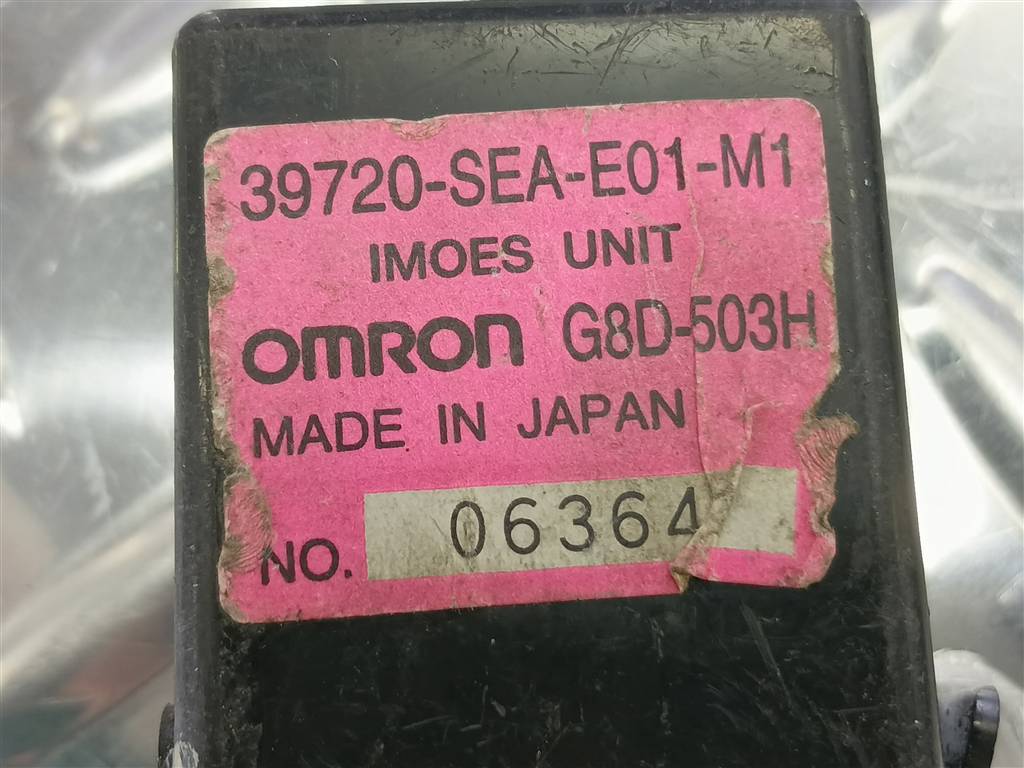 39720-SEA-E01-M1
IMOES UNIT
OMRON G8D-503H
MADE IN JAPAN
NO. 06364